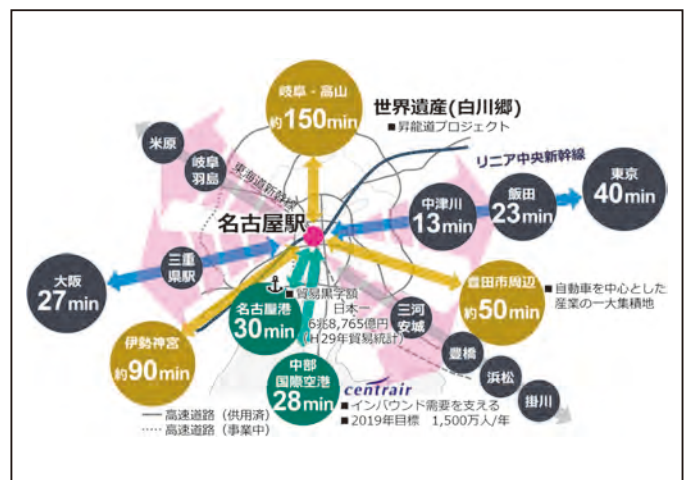 岐阜・高山
約150min
世界遺産(白川郷)
■昇龍道プロジェクト
米原
岐阜
羽島
東海道新幹線
リニア中央新幹線
名古屋駅
中津川
13min
飯田
23min
東京
40min
三重
県駅
大阪
27min
名古屋港
30min
■貿易黒字額
日本一
6兆8,765億円
(H29年貿易統計)
豊田市周辺
約50min
■自動車を中心とした
産業の一大集積地
三河
安城
豊橋
浜松
掛川
伊勢神宮
約90min
中部
国際空港
28min
centrair
■インバウンド需要を支える
■2019年目標 1,500万人/年
高速道路(供用済)
高速道路(事業中)